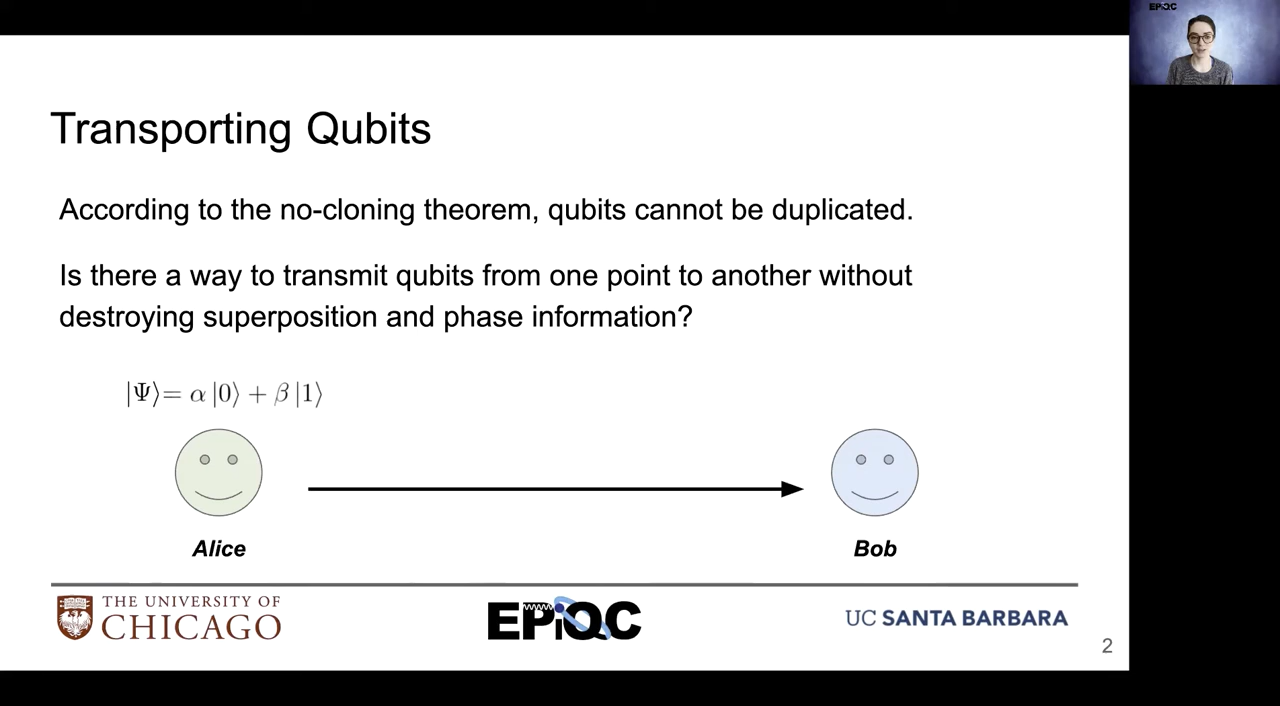 EPiQC
Transporting Qubits
According to the no-cloning theorem, qubits cannot be duplicated.
Is there a way to transmit qubits from one point to another without
destroying superposition and phase information?
|Ψ⟩= α |0⟩ + β |1⟩
Alice
Bob
THE UNIVERSITY OF
CHICAGO
EPiQC
UC SANTA BARBARA
2